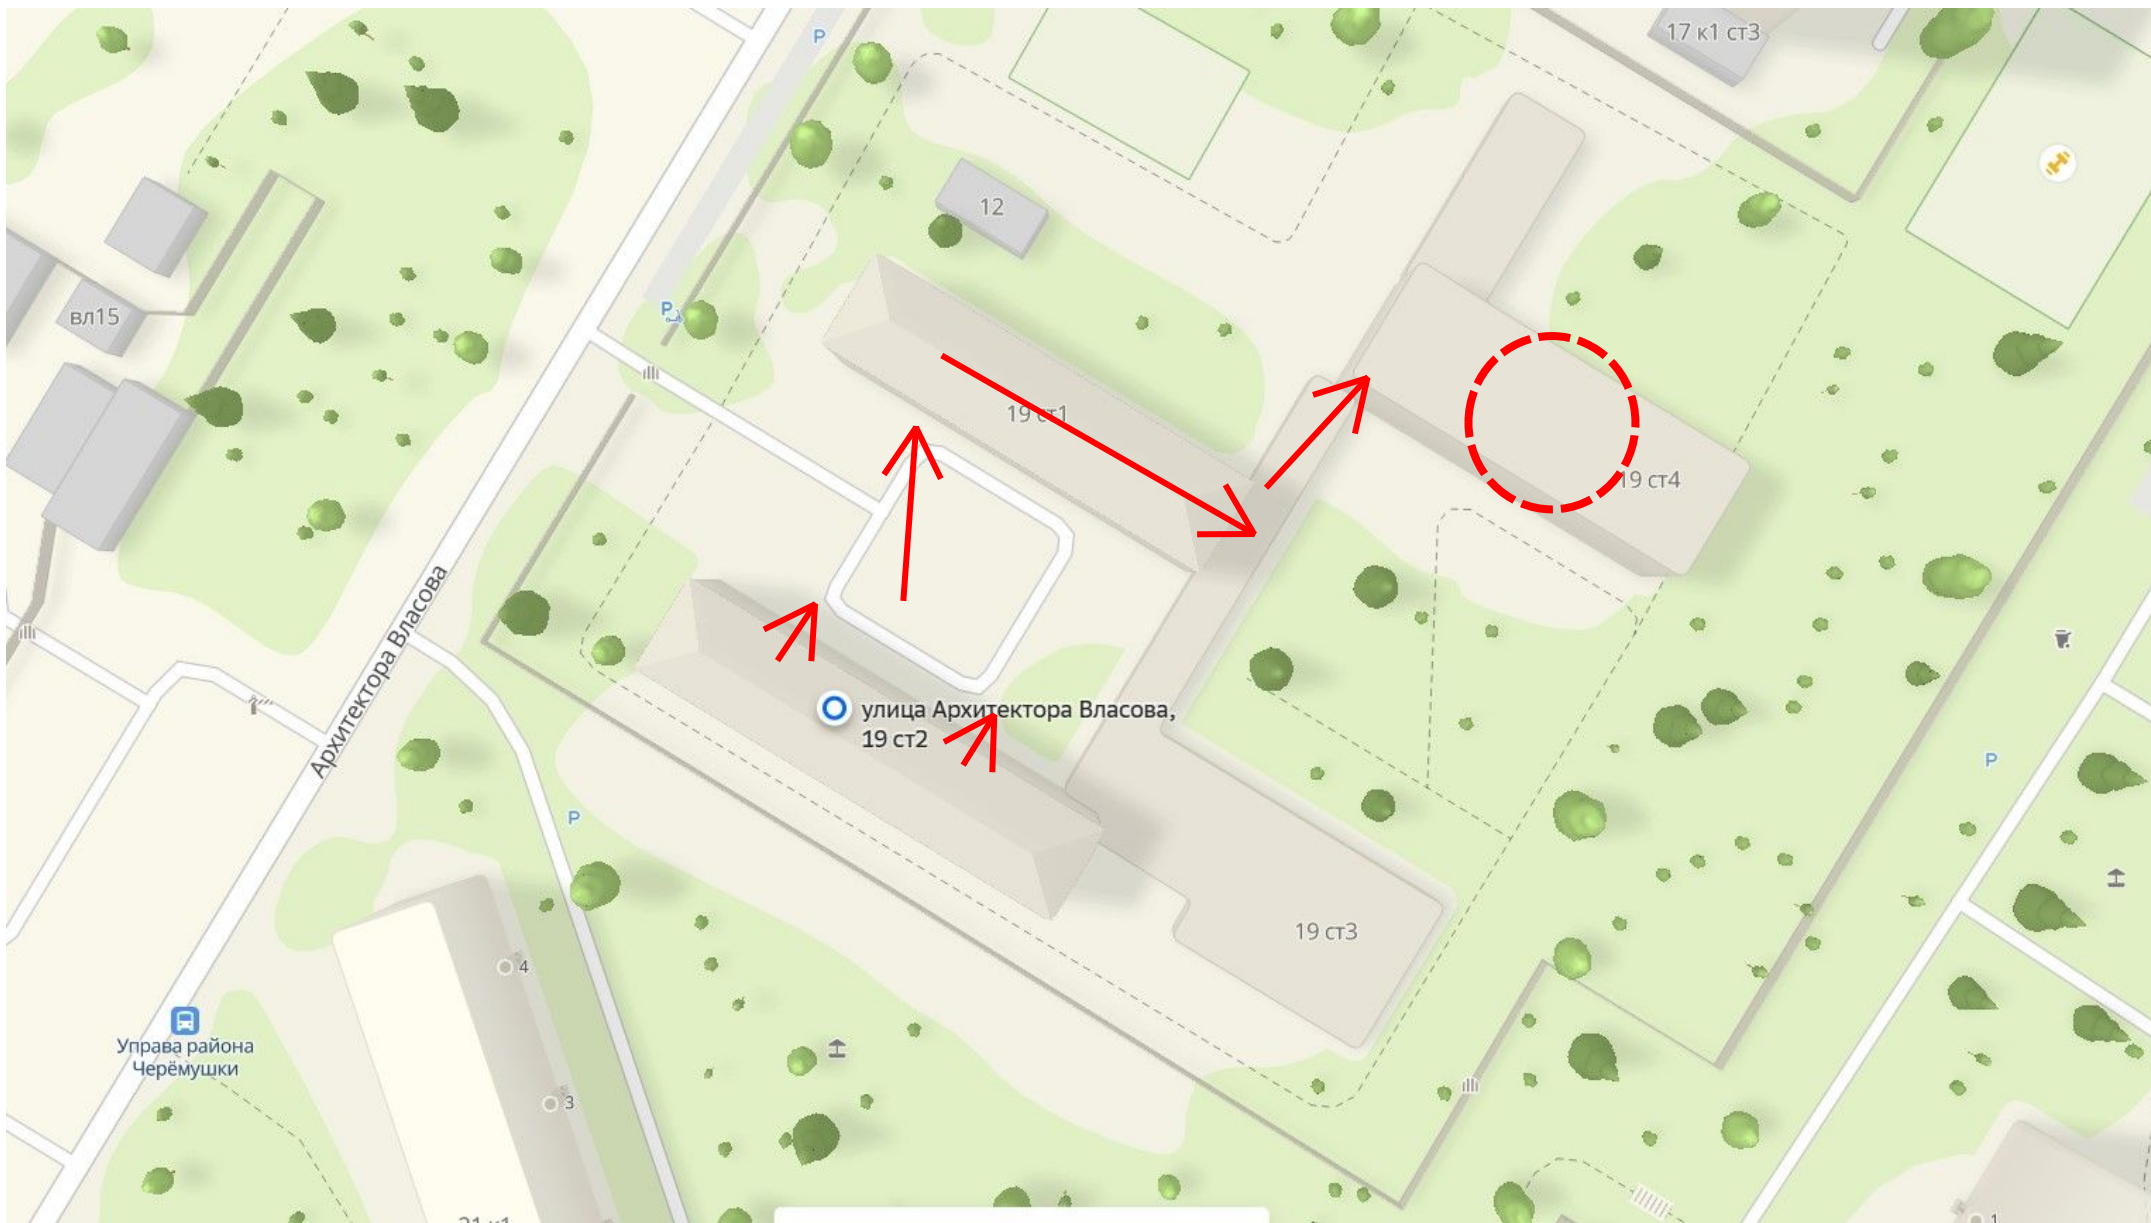 P
17 к1 ст3
12
вл15
P
19 ст1
19 ст4
Архитектора Власова
улица Архитектора Власова,
19 ст2
P
P
19 ст3
4
Управа района
Черёмушки
3
1